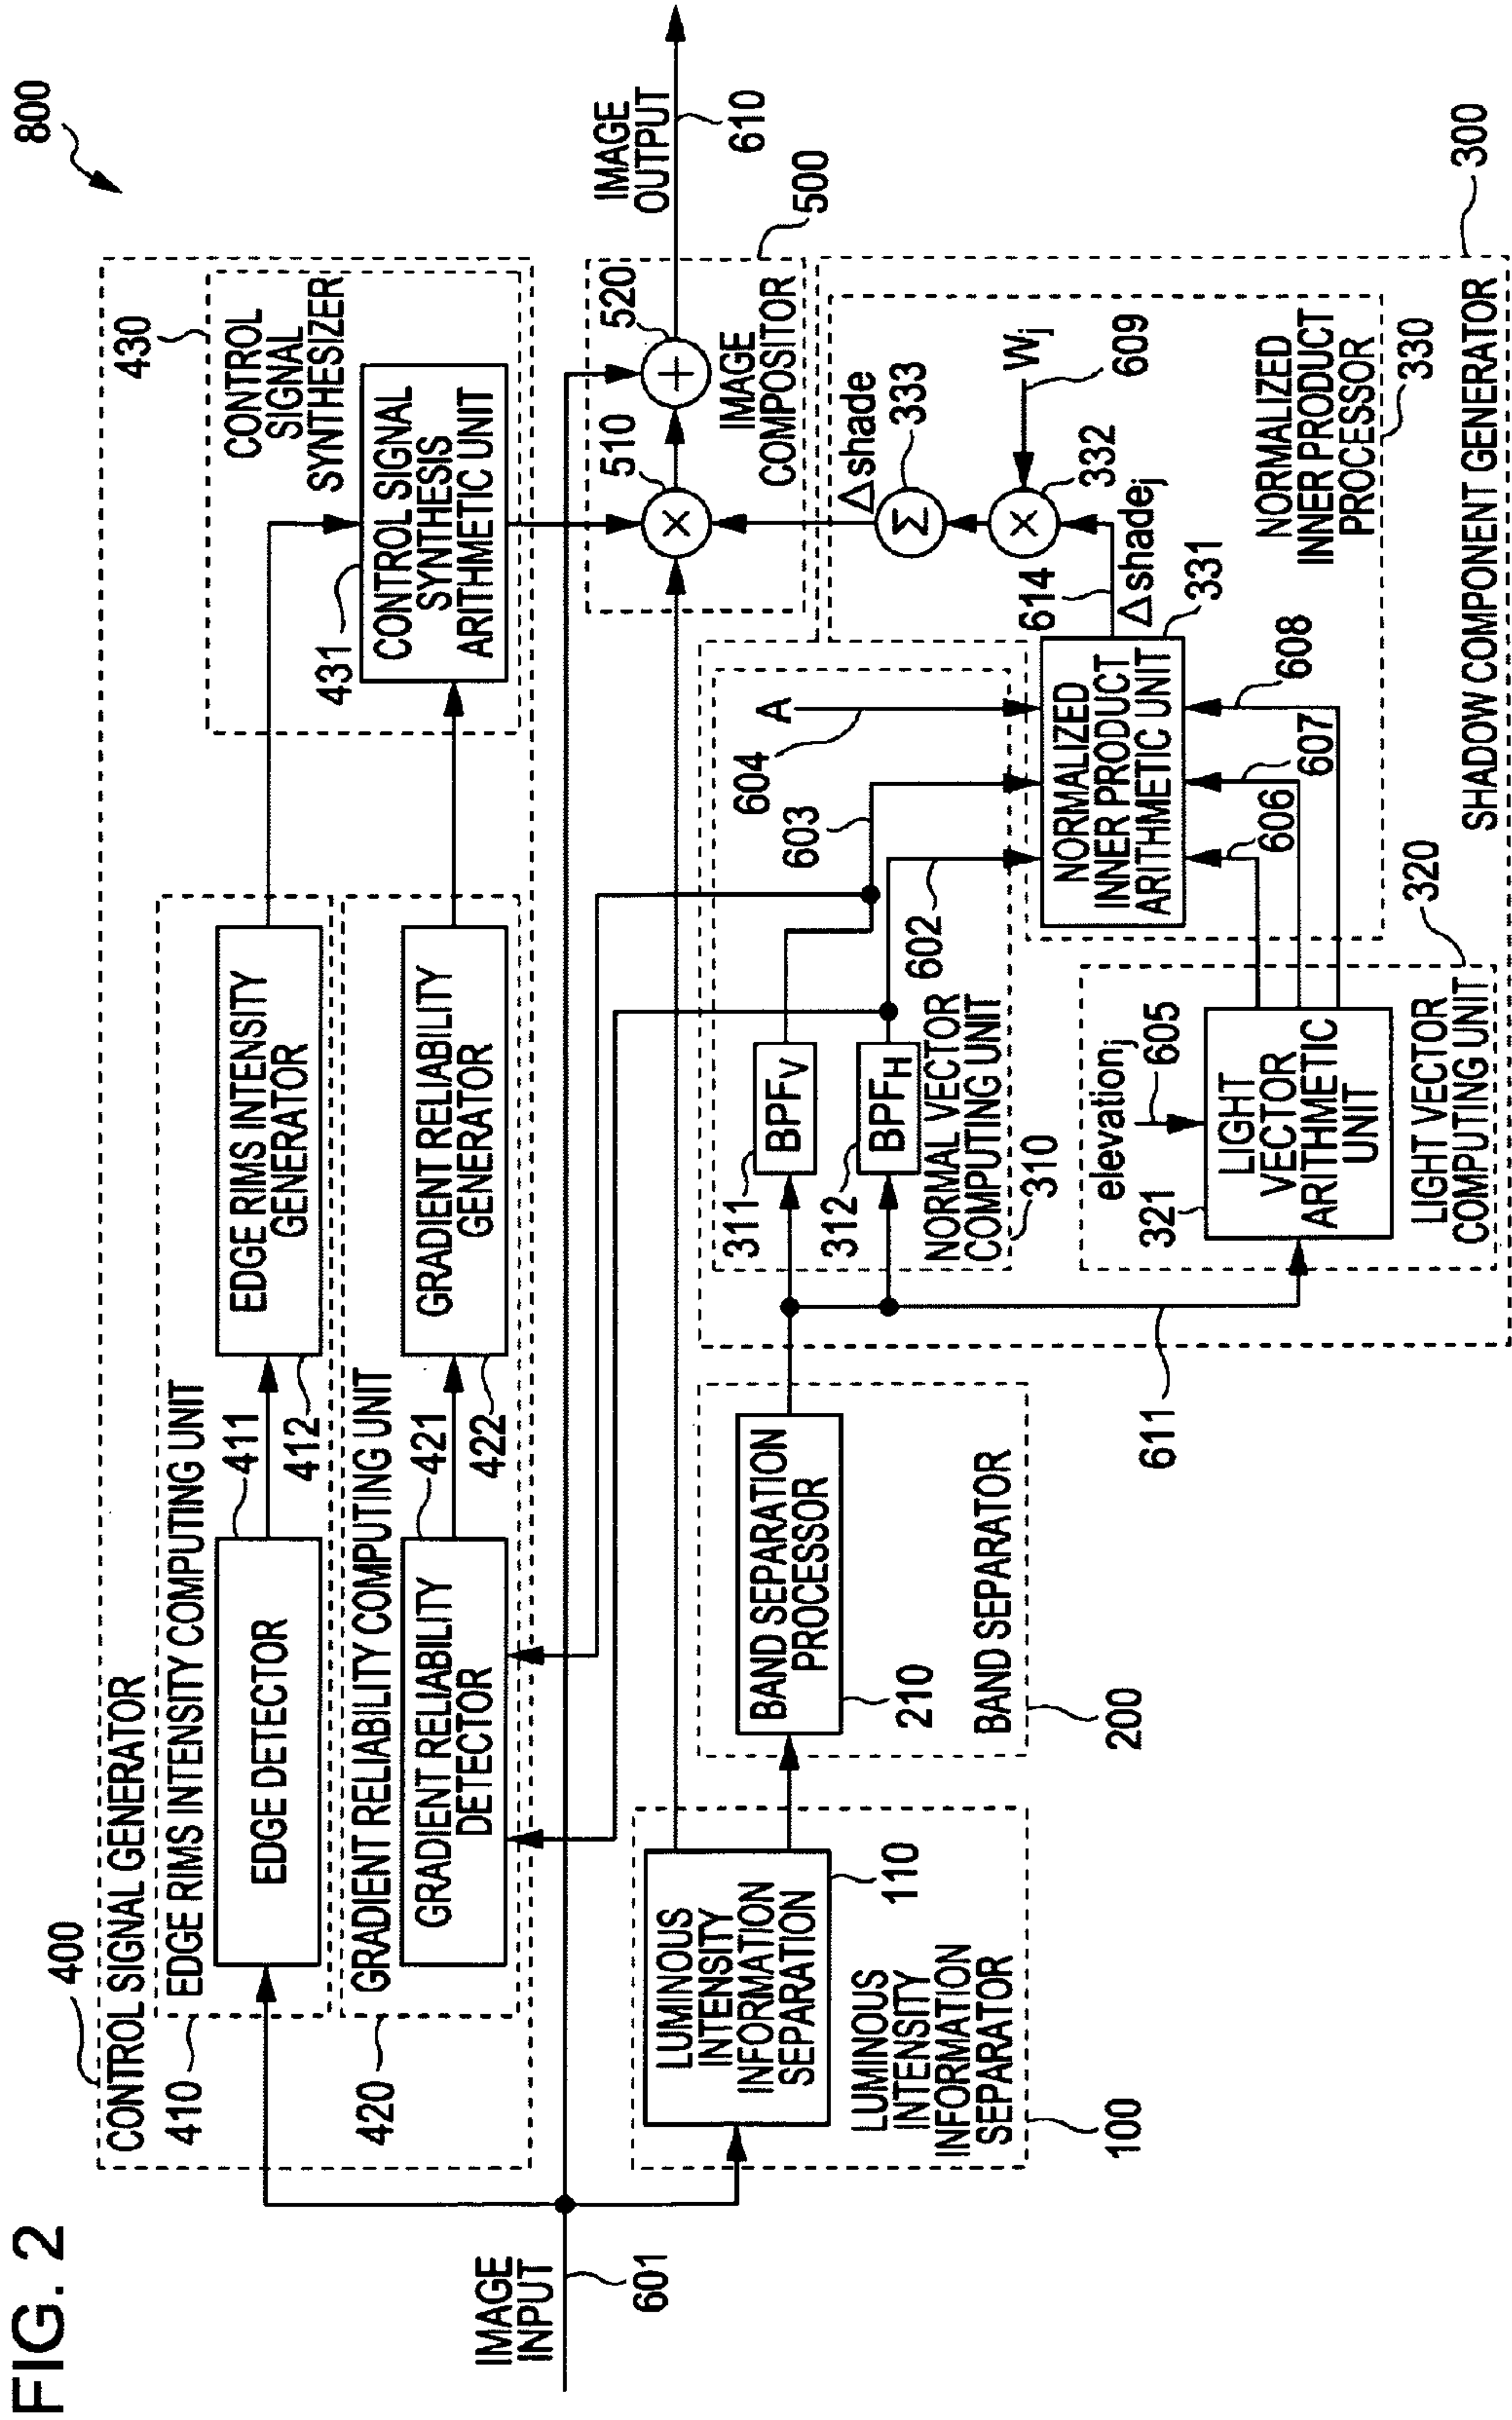 FIG. 2
800
400
CONTROL SIGNAL GENERATOR
410
EDGE RIMS INTENSITY COMPUTING UNIT
EDGE DETECTOR
411
EDGE RIMS INTENSITY
GENERATOR
412
420
GRADIENT RELIABILITY COMPUTING UNIT
GRADIENT RELIABILITY
DETECTOR
421
GRADIENT RELIABILITY
GENERATOR
422
430
CONTROL
SIGNAL
SYNTHESIZER
431
CONTROL SIGNAL
SYNTHESIS
ARITHMETIC UNIT
IMAGE
INPUT
601
LUMINOUS
INTENSITY
INFORMATION
SEPARATION
110
LUMINOUS
INTENSITY
INFORMATION
SEPARATOR
100
BAND SEPARATION
PROCESSOR
210
BAND SEPARATOR
200
611
311
BPFV
312
BPFH
NORMAL VECTOR
COMPUTING UNIT
310
602
603
604
A
elevationj
605
321
LIGHT
VECTOR
ARITHMETIC
UNIT
LIGHT VECTOR
COMPUTING UNIT
320
606
607
608
NORMALIZED
INNER PRODUCT
ARITHMETIC UNIT
331
614
Δshadej
×
332
Wj
609
Σ
333
Δshade
NORMALIZED
INNER PRODUCT
PROCESSOR
330
SHADOW COMPONENT GENERATOR
300
510
×
520
+
IMAGE
COMPOSITOR
500
IMAGE
OUTPUT
610